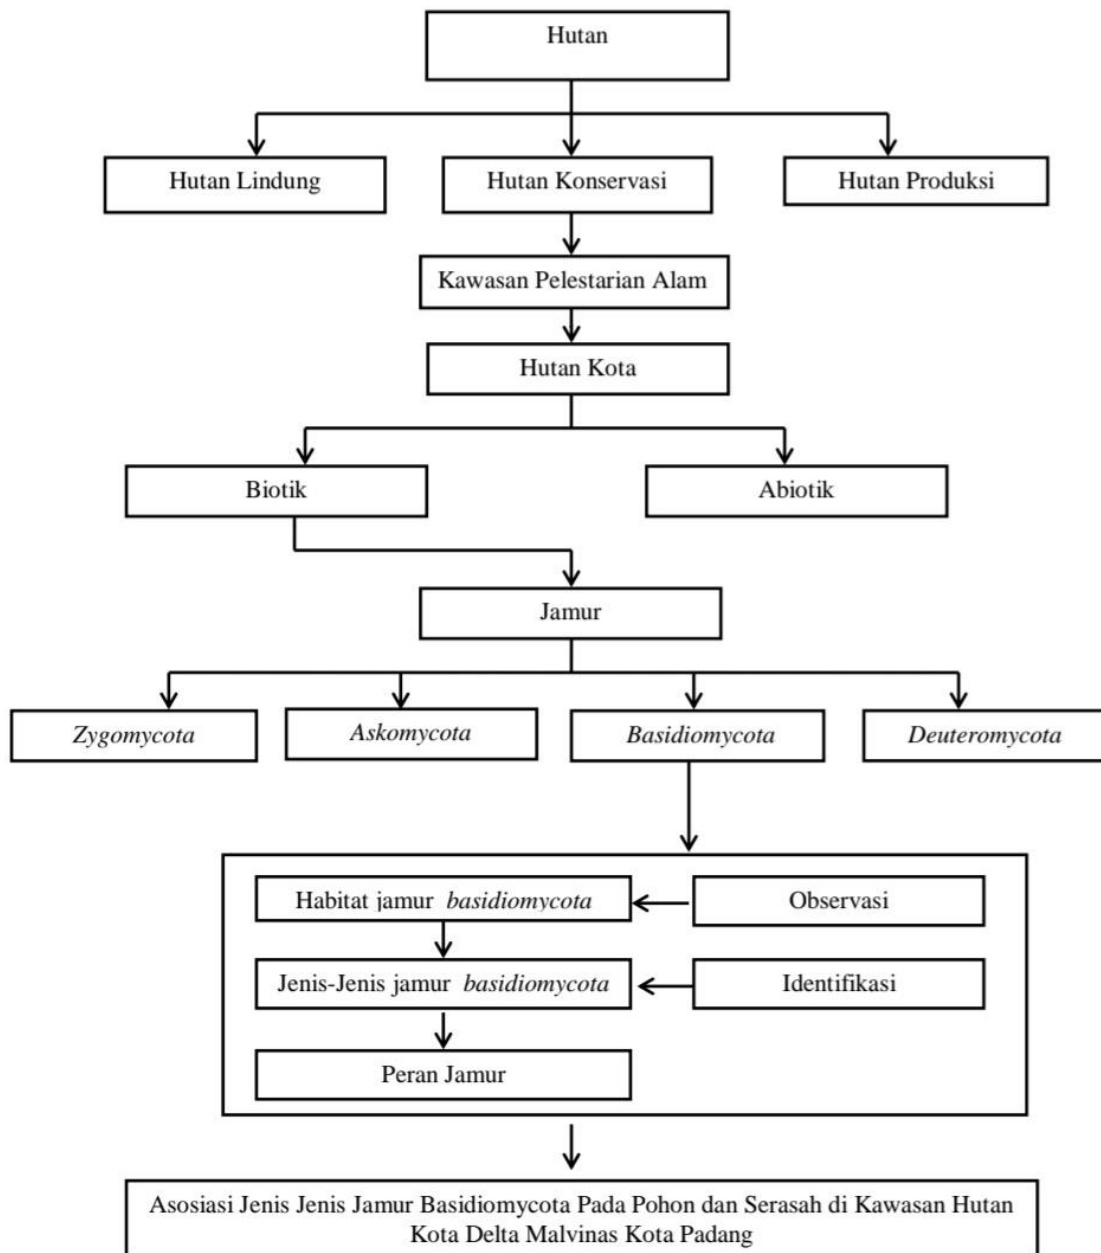 Hutan
Hutan Lindung
Hutan Konservasi
Hutan Produksi
Kawasan Pelestarian Alam
Hutan Kota
Biotik
Abiotik
Jamur
Zygomycota
Askomycota
Basidiomycota
Deuteromycota
Habitat jamur basidiomycota
Observasi
Jenis-Jenis jamur basidiomycota
Identifikasi
Peran Jamur
Asosiasi Jenis Jenis Jamur Basidiomycota Pada Pohon dan Serasah di Kawasan Hutan
Kota Delta Malvinas Kota Padang